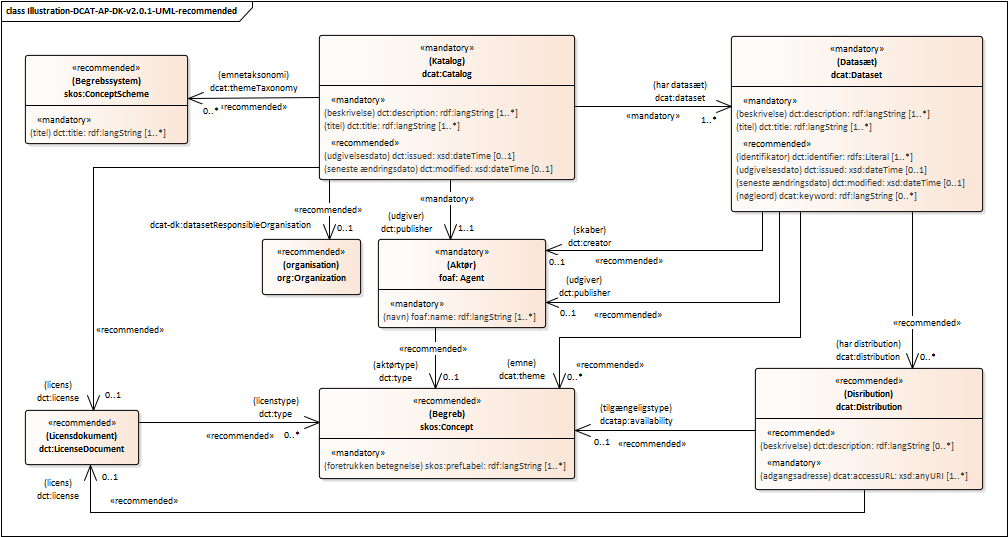 class Illustration-DCAT-AP-DK-v2.0.1-UML-recommended
«recommended»
(Begrebssystem)
skos:ConceptScheme
«mandatory»
(titel) dct:title: rdf:langString [1..*]
(emnetaksonomi)
dcat:themeTaxonomy
0..*
«recommended»
«mandatory»
(Katalog)
dcat:Catalog
«mandatory»
(beskrivelse) dct:description: rdf:langString [1..*]
(titel) dct:title: rdf:langString [1..*]
«recommended»
(udgivelsesdato) dct:issued: xsd:dateTime [0..1]
(seneste ændringsdato) dct:modified: xsd:dateTime [0..1]
(har datasæt)
dcat:dataset
«mandatory»
1..*
«mandatory»
(Datasæt)
dcat:Dataset
«mandatory»
(beskrivelse) dct:description: rdf:langString [1..*]
(titel) dct:title: rdf:langString [1..*]
«recommended»
(identifikator) dct:identifier: rdfs:Literal [1..*]
(udgivelsesdato) dct:issued: xsd:dateTime [0..1]
(seneste ændringsdato) dct:modified: xsd:dateTime [0..1]
(nøgleord) dcat:keyword: rdf:langString [0..*]
«recommended»
dcat-dk:datasetResponsibleOrganisation
0..1
«mandatory»
(udgiver)
dct:publisher
1..1
«recommended»
(organisation)
org:Organization
«mandatory»
(Aktør)
foaf: Agent
«mandatory»
(navn) foaf:name: rdf:langString [1..*]
(skaber)
dct:creator
0..1
«recommended»
(udgiver)
dct:publisher
0..1
«recommended»
«recommended»
«recommended»
(aktørtype)
dct:type
0..1
(emne)
dcat:theme
«recommended»
0..*
«recommended»
(har distribution)
dcat:distribution
0..*
(licens)
dct:license
0..1
«recommended»
(Licensdokument)
dct:LicenseDocument
(licenstype)
dct:type
«recommended»
0..*
«recommended»
(Begreb)
skos:Concept
«mandatory»
(foretrukken betegnelse) skos:prefLabel: rdf:langString [1..*]
(tilgængeligstype)
dcatap:availability
0..1
«recommended»
«recommended»
(Disribution)
dcat:Distribution
«recommended»
(beskrivelse) dct:description: rdf:langString [0..*]
«mandatory»
(adgangsadresse) dcat:accessURL: xsd:anyURI [1..*]
(licens)
dct:license
0..1
«recommended»